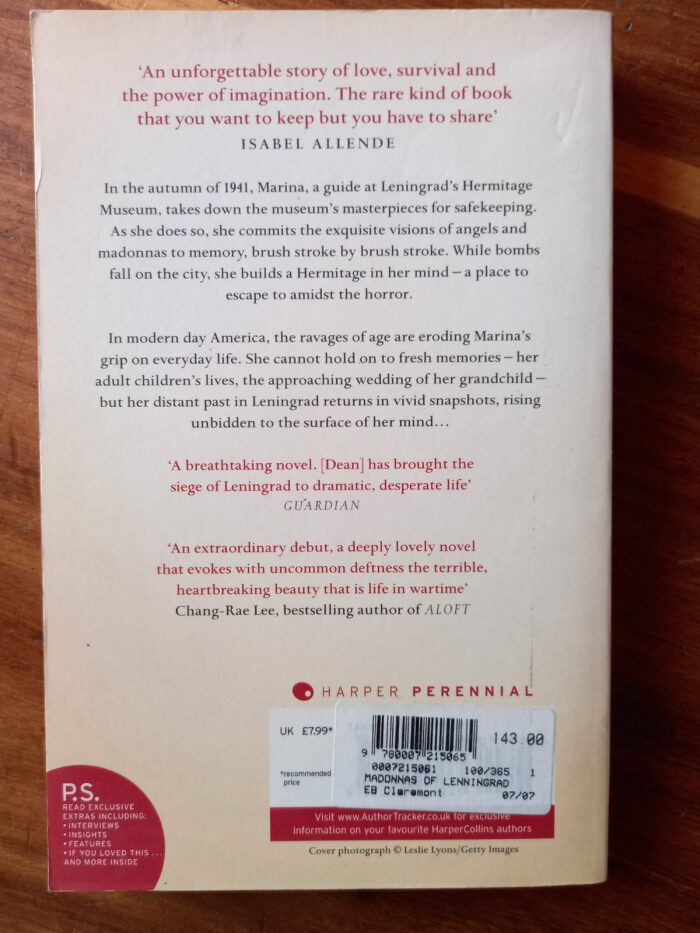 ‘An unforgettable story of love, survival and
the power of imagination. The rare kind of book
that you want to keep but you have to share’
ISABEL ALLENDE
In the autumn of 1941, Marina, a guide at Leningrad’s Hermitage
Museum, takes down the museum’s masterpieces for safekeeping.
As she does so, she commits the exquisite visions of angels and
madonnas to memory, brush stroke by brush stroke. While bombs
fall on the city, she builds a Hermitage in her mind – a place to
escape to amidst the horror.
In modern day America, the ravages of age are eroding Marina’s
grip on everyday life. She cannot hold on to fresh memories – her
adult children’s lives, the approaching wedding of her grandchild –
but her distant past in Leningrad returns in vivid snapshots, rising
unbidden to the surface of her mind…
‘A breathtaking novel. [Dean] has brought the
siege of Leningrad to dramatic, desperate life’
GUARDIAN
‘An extraordinary debut, a deeply lovely novel
that evokes with uncommon deftness the terrible,
heartbreaking beauty that is life in wartime’
Chang-Rae Lee, bestselling author of ALOFT
HARPER PERENNIAL
UK £7.99*
*recommended
price
143.00
9 780007 215065
0007215061 100/365 1
MADONNAS OF LENNINGRAD
EB Claremont 07/07
Visit www.AuthorTracker.co.uk for exclusive
information on your favourite HarperCollins authors
Cover photograph © Leslie Lyons/Getty Images
P.S.
READ EXCLUSIVE
EXTRAS INCLUDING:
• INTERVIEWS
• INSIGHTS
• FEATURES
• IF YOU LOVED THIS . . .
AND MORE INSIDE